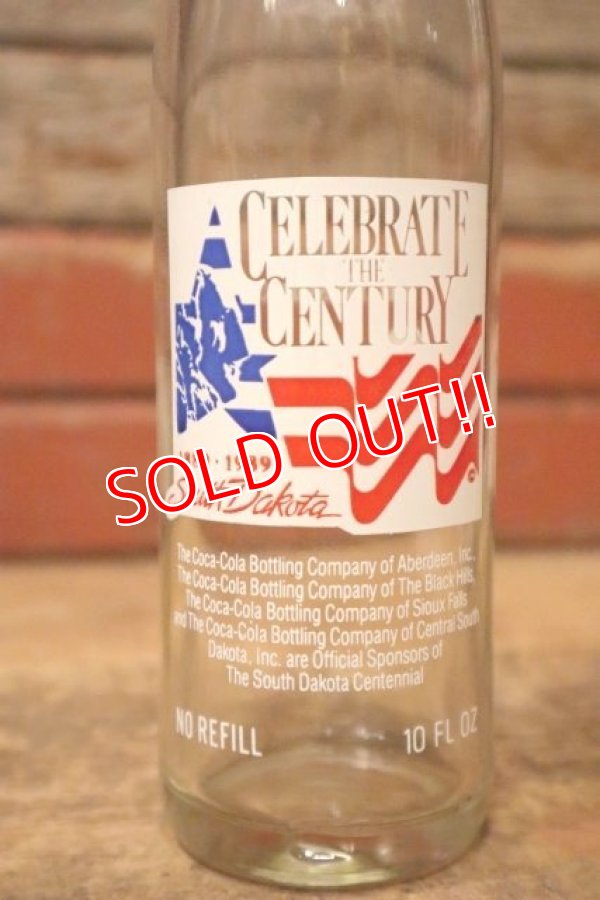 CELEBRATE
THE
CENTURY
SOLD OUT!!
1889 · 1989
South Dakota
The Coca-Cola Bottling Company of Aberdeen, Inc.,
The Coca-Cola Bottling Company of The Black Hills,
The Coca-Cola Bottling Company of Sioux Falls
and The Coca-Cola Bottling Company of Central South
Dakota, Inc. are Official Sponsors of
The South Dakota Centennial
NO REFILL 10 FL OZ